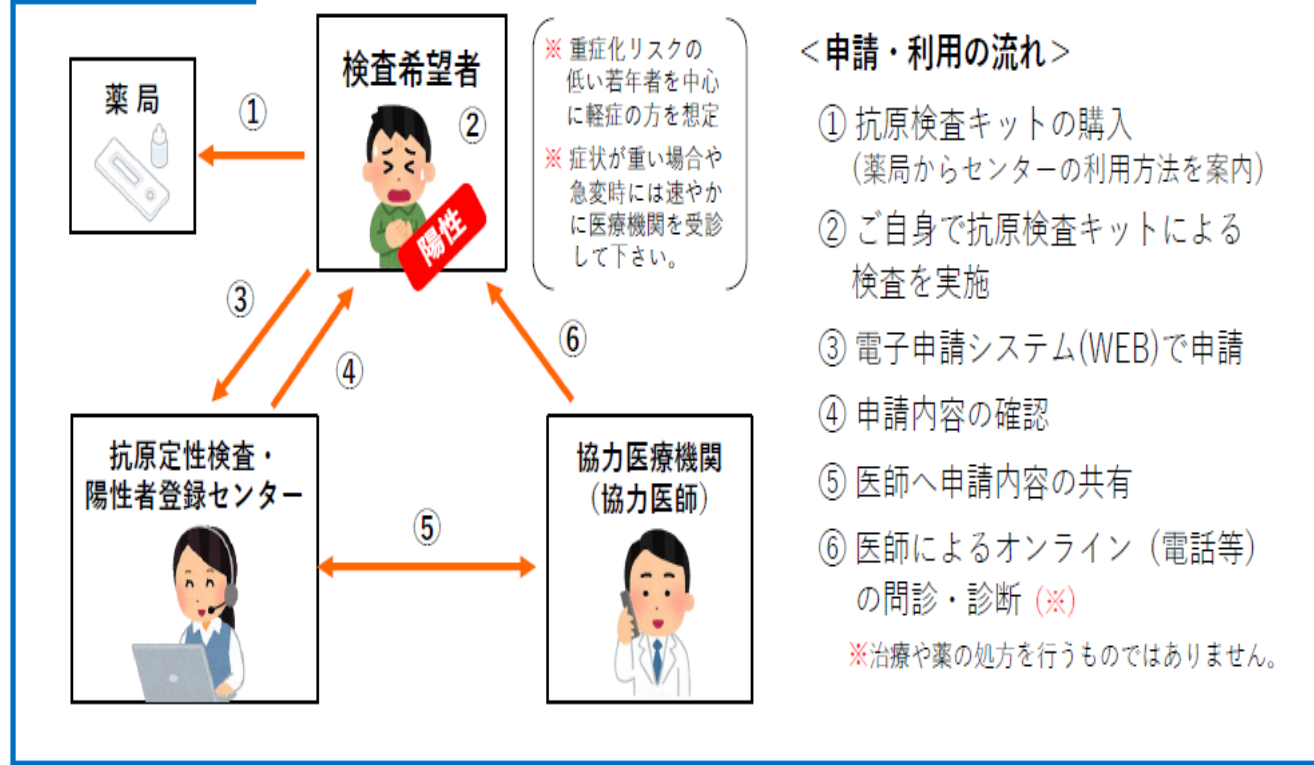 薬局
①
検査希望者
②
陽性
※ 重症化リスクの
低い若年者を中心
に軽症の方を想定
※ 症状が重い場合や
急変時には速やか
に医療機関を受診
して下さい。
③
④
⑥
抗原定性検査・
陽性者登録センター
⑤
協力医療機関
(協力医師)
<申請・利用の流れ>
① 抗原検査キットの購入
(薬局からセンターの利用方法を案内)
② ご自身で抗原検査キットによる
検査を実施
③ 電子申請システム(WEB)で申請
④ 申請内容の確認
⑤ 医師へ申請内容の共有
⑥ 医師によるオンライン(電話等)
の問診・診断 (※)
※治療や薬の処方を行うものではありません。